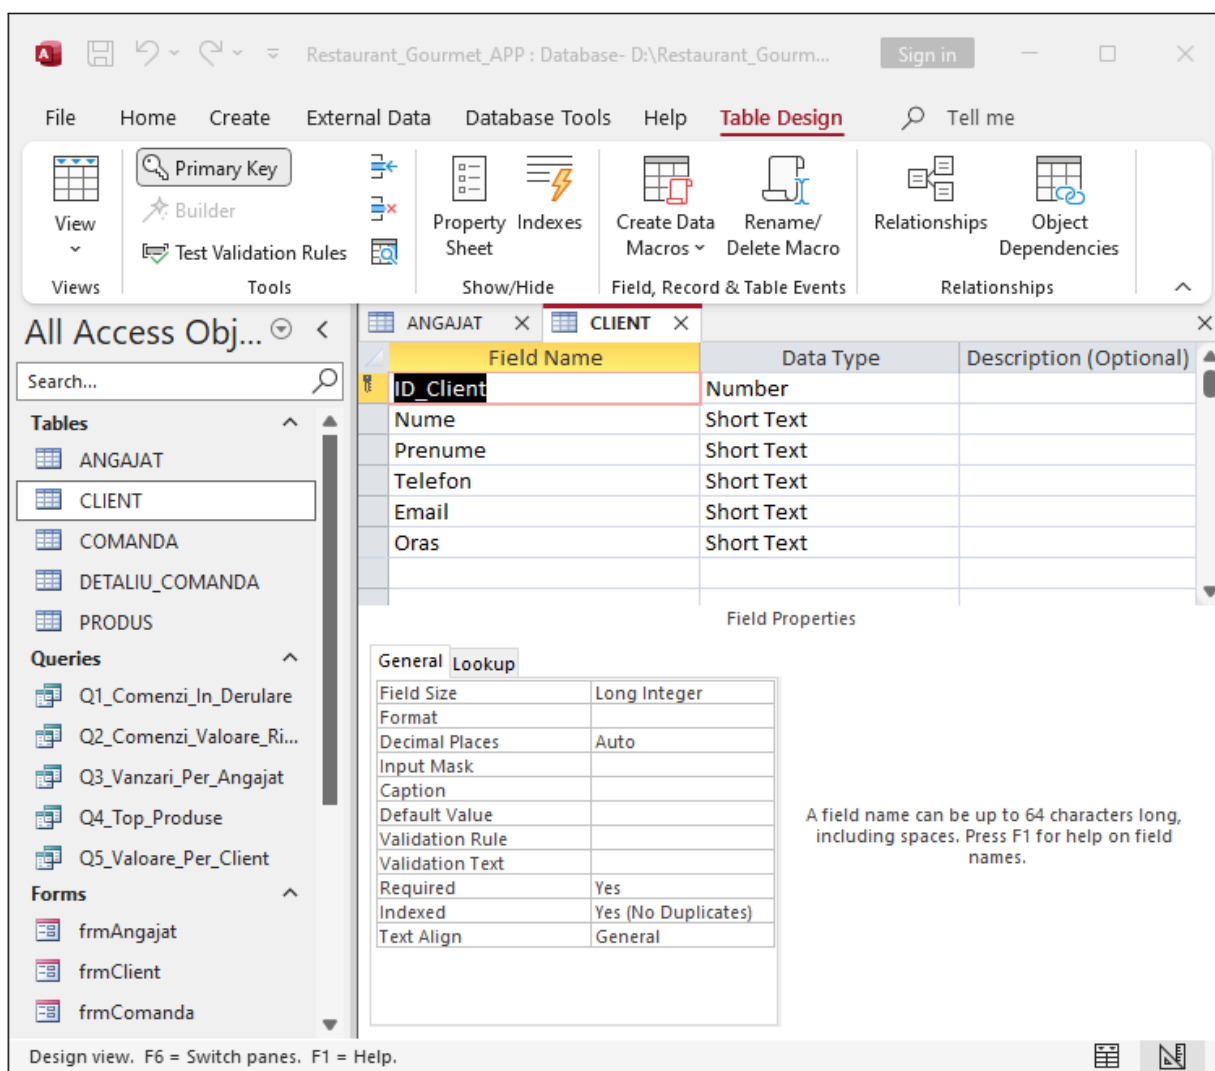 Restaurant_Gourmet_APP : Database- D:\Restaurant_Gourm...
Sign in
File Home Create External Data Database Tools Help Table Design Tell me
View
Views
Primary Key
Builder
Test Validation Rules
Tools
Property Sheet
Indexes
Show/Hide
Create Data Macros
Rename/ Delete Macro
Field, Record & Table Events
Relationships
Object Dependencies
Relationships
All Access Obj...
Search...
Tables
ANGAJAT
CLIENT
COMANDA
DETALIU_COMANDA
PRODUS
Queries
Q1_Comenzi_In_Derulare
Q2_Comenzi_Valoare_Ri...
Q3_Vanzari_Per_Angajat
Q4_Top_Produse
Q5_Valoare_Per_Client
Forms
frmAngajat
frmClient
frmComanda
ANGAJAT CLIENT
Field Name Data Type Description (Optional)
ID_Client Number
Nume Short Text
Prenume Short Text
Telefon Short Text
Email Short Text
Oras Short Text
Field Properties
General Lookup
Field Size Long Integer
Format
Decimal Places Auto
Input Mask
Caption
Default Value
Validation Rule
Validation Text
Required Yes
Indexed Yes (No Duplicates)
Text Align General
A field name can be up to 64 characters long,
including spaces. Press F1 for help on field
names.
Design view. F6 = Switch panes. F1 = Help.